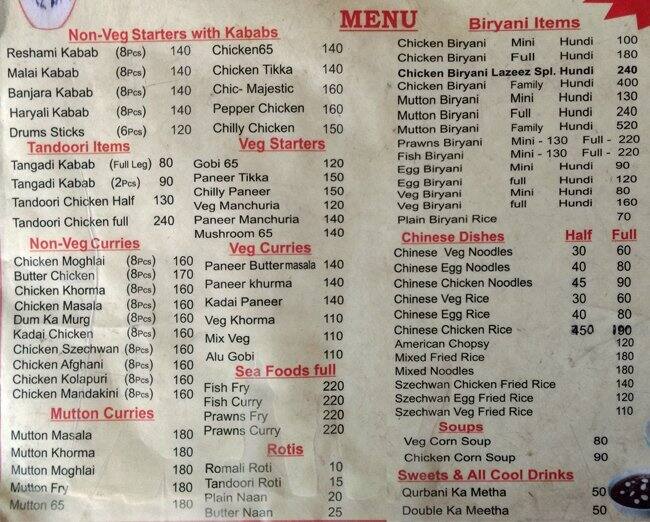 MENU
Non-Veg Starters with Kababs
Reshami Kabab (8Pcs) 140
Malai Kabab (8Pcs) 140
Banjara Kabab (8Pcs) 140
Haryali Kabab (8Pcs) 140
Drums Sticks (6Pcs) 120
Chicken65 140
Chicken Tikka 140
Chic- Majestic 160
Pepper Chicken 160
Chilly Chicken 150
Tandoori Items
Tangadi Kabab (Full Leg) 80
Tangadi Kabab (2Pcs) 90
Tandoori Chicken Half 130
Tandoori Chicken full 240
Non-Veg Curries
Chicken Moghlai (8Pcs) 160
Butter Chicken (8Pcs) 170
Chicken Khorma (8Pcs) 160
Chicken Masala (8Pcs) 160
Dum Ka Murg (8Pcs) 160
Kadai Chicken (8Pcs) 160
Chicken Szechwan (8Pcs) 160
Chicken Afghani (8Pcs) 160
Chicken Kolapuri (8Pcs) 160
Chicken Mandakini (8Pcs) 160
Mutton Curries
Mutton Masala 180
Mutton Khorma 180
Mutton Moghlai 180
Mutton Fry 180
Mutton 65 180
Veg Starters
Gobi 65 120
Paneer Tikka 150
Chilly Paneer 150
Veg Manchuria 120
Paneer Manchuria 140
Mushroom 65 140
Veg Curries
Paneer Buttermasala 140
Paneer khurma 140
Kadai Paneer 140
Veg Khorma 110
Mix Veg 110
Alu Gobi 110
Sea Foods full
Fish Fry 220
Fish Curry 220
Prawns Fry 220
Prawns Curry 220
Rotis
Romali Roti 10
Tandoori Roti 15
Plain Naan 20
Butter Naan 25
Biryani Items
Chicken Biryani Mini Hundi 100
Chicken Biryani Full Hundi 180
Chicken Biryani Lazeez Spl. Hundi 240
Chicken Biryani Family Hundi 400
Mutton Biryani Mini Hundi 130
Mutton Biryani Full Hundi 240
Mutton Biryani Family Hundi 520
Prawns Biryani Mini - 130 Full - 220
Fish Biryani Mini - 130 Full - 220
Egg Biryani Mini Hundi 90
Egg Biryani full Hundi 120
Veg Biryani Mini Hundi 80
Veg Biryani full Hundi 160
Plain Biryani Rice 70
Chinese Dishes Half Full
Chinese Veg Noodles 30 60
Chinese Egg Noodles 40 80
Chinese Chicken Noodles 45 90
Chinese Veg Rice 30 60
Chinese Egg Rice 40 80
Chinese Chicken Rice
American Chopsy 120
Mixed Fried Rice 180
Mixed Noodles 180
Szechwan Chicken Fried Rice 140
Szechwan Egg Fried Rice 120
Szechwan Veg Fried Rice 110
Soups
Veg Corn Soup 80
Chicken Corn Soup 90
Sweets & All Cool Drinks
Qurbani Ka Metha 50
Double Ka Meetha 50